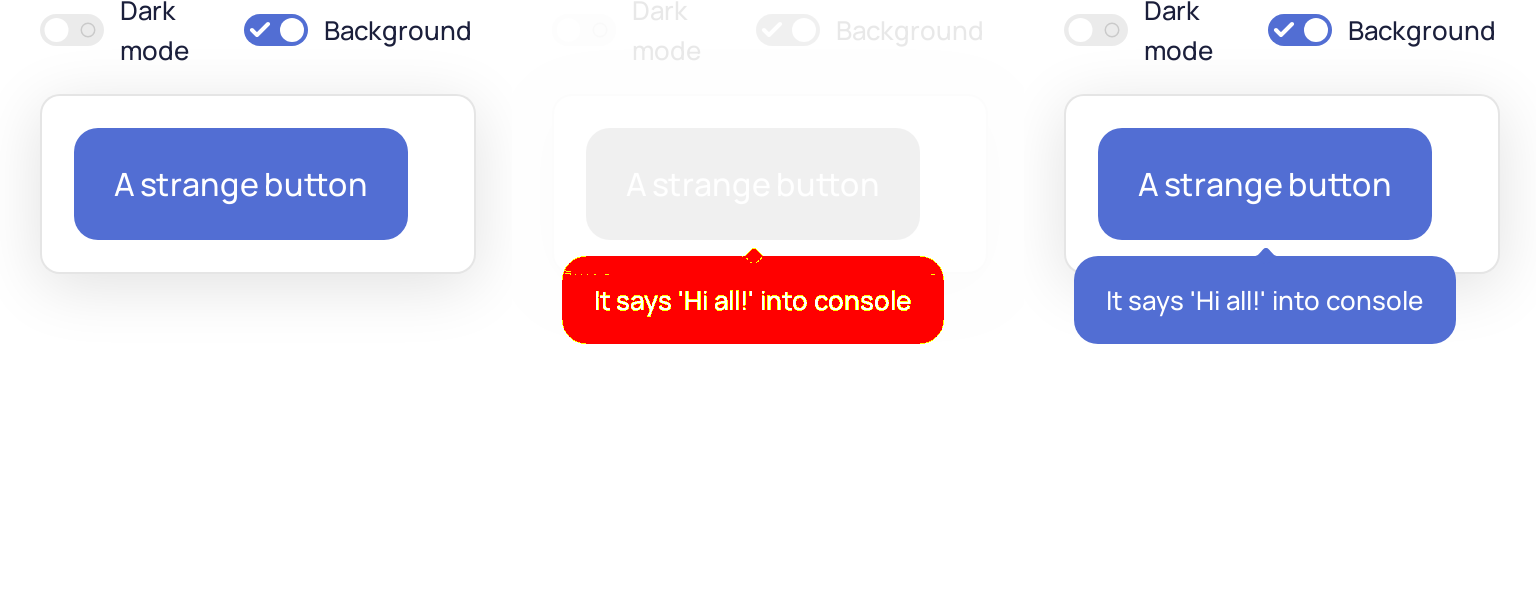 Dark
mode
Background
A strange button
Dark
mode
Background
A strange button
It says 'Hi all!' into console
Dark
mode
Background
A strange button
It says 'Hi all!' into console